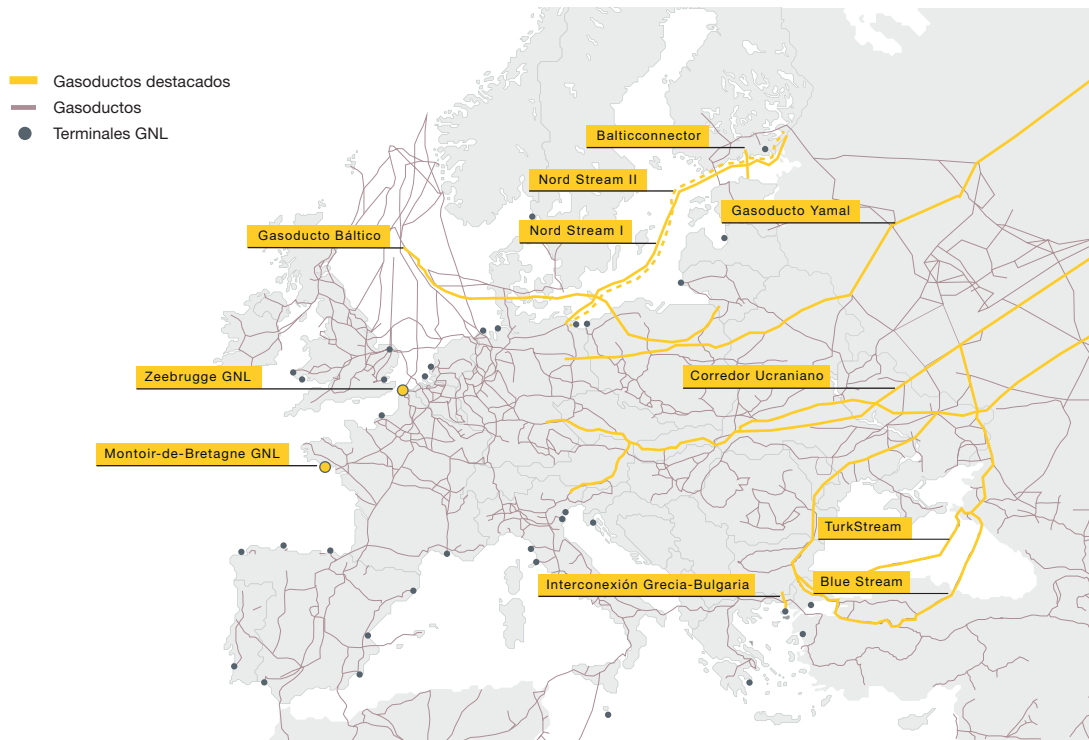 Gasoductos destacados
Gasoductos
Terminales GNL
Balticconnector
Nord Stream II
Gasoducto Yamal
Nord Stream I
Gasoducto Báltico
Zeebrugge GNL
Corredor Ucraniano
Montoir-de-Bretagne GNL
TurkStream
Interconexión Grecia-Bulgaria
Blue Stream